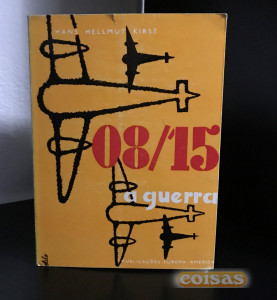 HANS HELLMUT KIRST
08/15
a guerra
PUBLICAÇÕES EUROPA-AMÉRICA
coisas